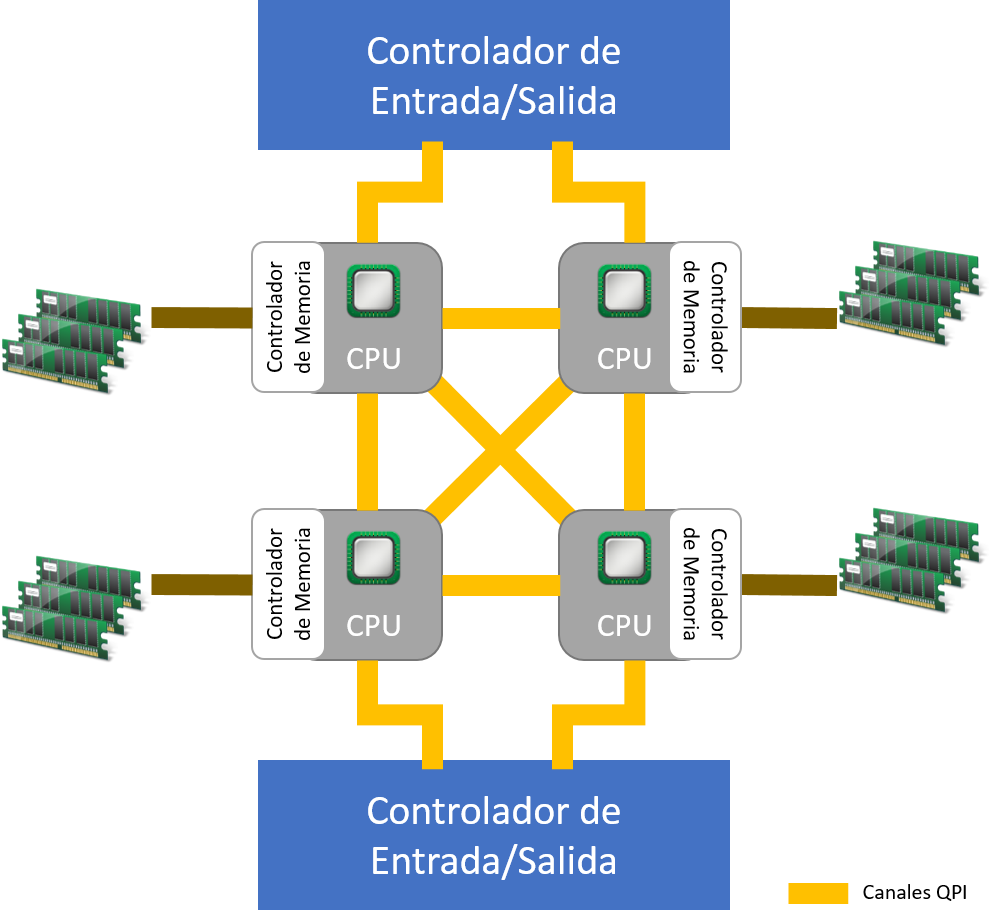 Controlador de
Entrada/Salida
Controlador
de Memoria
CPU
CPU
Controlador
de Memoria
Controlador
de Memoria
CPU
CPU
Controlador
de Memoria
Controlador de
Entrada/Salida
Canales QPI